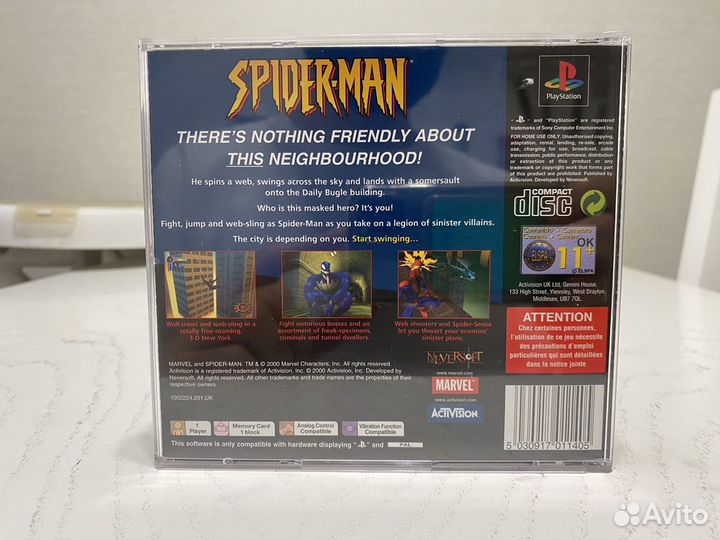 SPIDER-MAN
THERE'S NOTHING FRIENDLY ABOUT
THIS NEIGHBOURHOOD!
He spins a web, swings across the sky and lands with a somersault
onto the Daily Bugle building.
Who is this masked hero? It's you!
Fight, jump and web-sling as Spider-Man as you take on a legion of sinister villains.
The city is depending on you. Start swinging...
Wall-crawl and web-sling in a
totally free-roaming,
3-D New York.
Fight notorious bosses and an
assortment of freak-specimens,
criminals and tunnel dwellers.
Web shooters and Spider-Sense
let you thwart your enemies'
sinister plans.
MARVEL and SPIDER-MAN: TM & © 2000 Marvel Characters, Inc. All rights reserved.
Activision is a registered trademark of Activision, Inc. © 2000 Activision, Inc. Developed by
Neversoft. All rights reserved. All other trademarks and trade names are the properties of their
respective owners.
1002224.201.UK
NEVERSOFT
www.marvel.com
MARVEL
www.activision.com
ACTIVISION
1
Player
Memory Card
1 block
Analog Control
Compatible
Vibration Function
Compatible
This software is only compatible with hardware displaying "PS" and PAL
PlayStation
"PS" and "PlayStation" are registered
trademarks of Sony Computer Entertainment Inc.
FOR HOME USE ONLY. Unauthorised copying,
adaptation, rental, lending, re-sale, arcade
use, charging for use, broadcast, cable
transmission, public performance, distribution
or extraction of this product or any
trademark or copyright work that forms part
of this product are prohibited. Published by
Activision. Developed by Neversoft.
COMPACT
disc
Contenido Conteúdo
OK
11+
ELSPA
© ELSPA
Activision UK Ltd, Gemini House,
133 High Street, Yiewsley, West Drayton,
Middlesex, UB7 7QL.
ATTENTION
Chez certaines personnes,
l'utilisation de ce jeu nécessite
des précautions d'emploi
particulières qui sont détaillées
dans la notice jointe
5 030917 011405
Avito